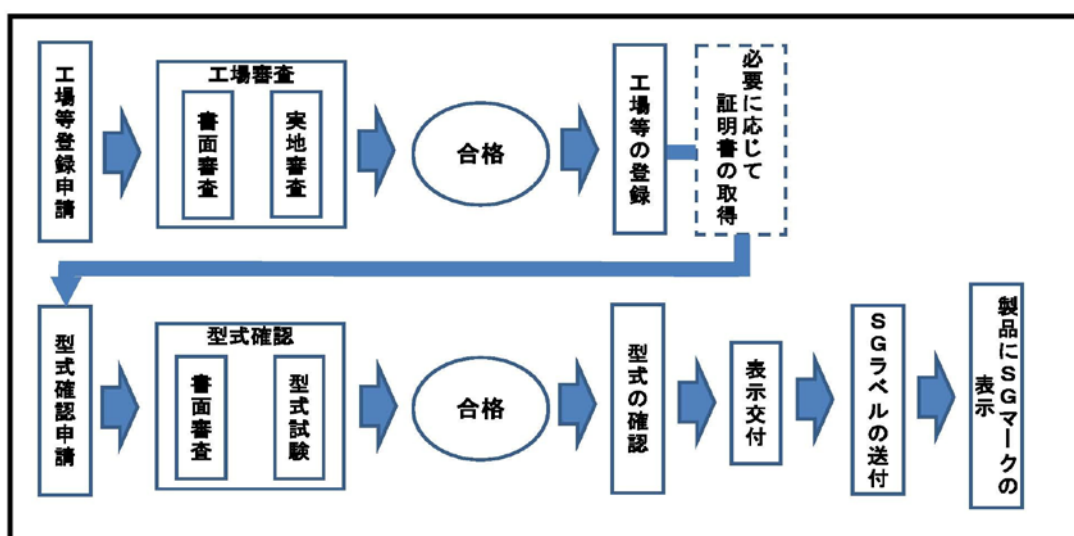 工場等登録申請
工場審査
書面審査
実地審査
合格
工場等の登録
必要に応じて
証明書の取得
型式確認申請
型式確認
書面審査
型式試験
合格
型式の確認
表示交付
SGラベルの送付
製品にSGマークの
表示